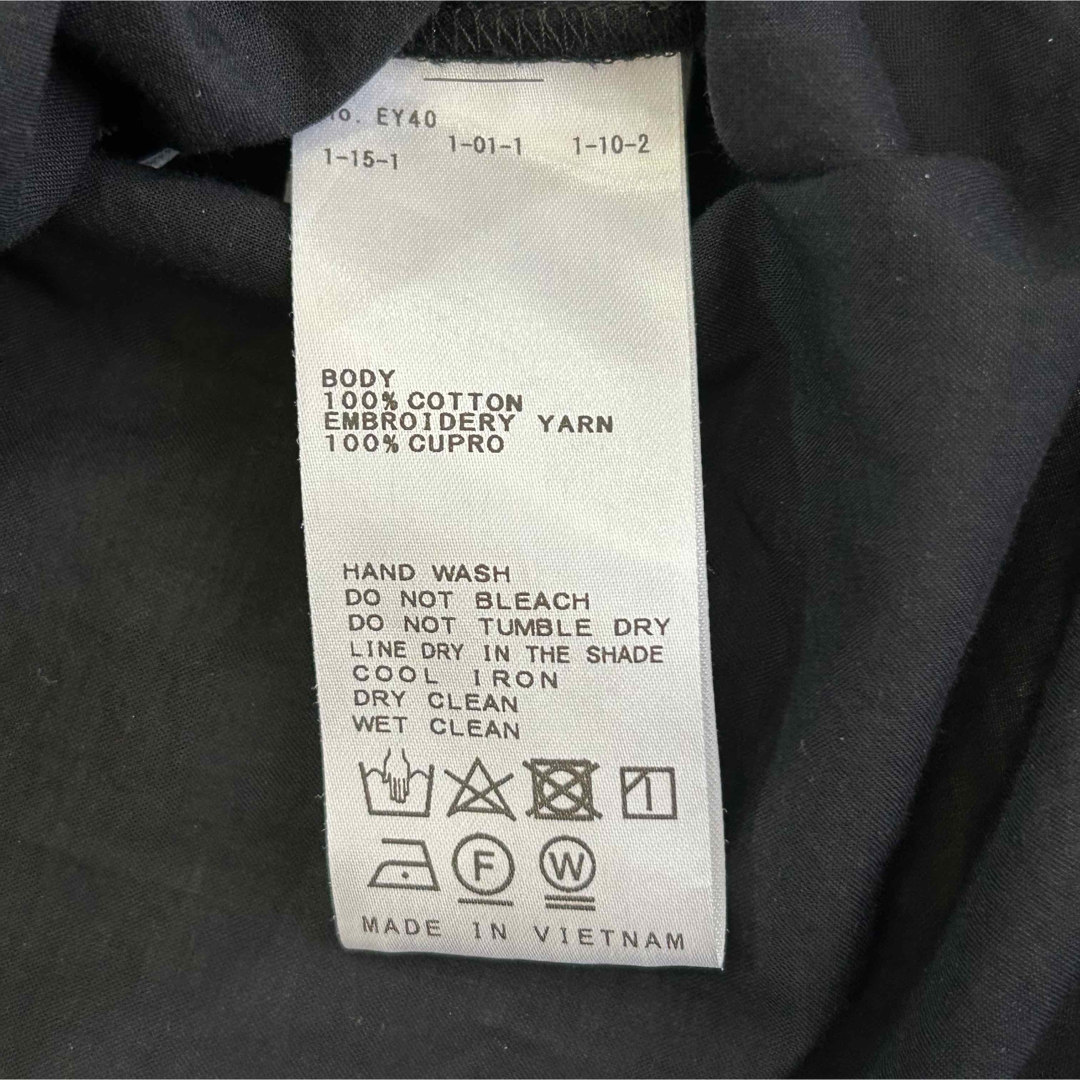 No. EY40
1-15-1 1-01-1 1-10-2
BODY
100% COTTON
EMBROIDERY YARN
100% CUPRO
HAND WASH
DO NOT BLEACH
DO NOT TUMBLE DRY
LINE DRY IN THE SHADE
COOL IRON
DRY CLEAN
WET CLEAN
F W
MADE IN VIETNAM